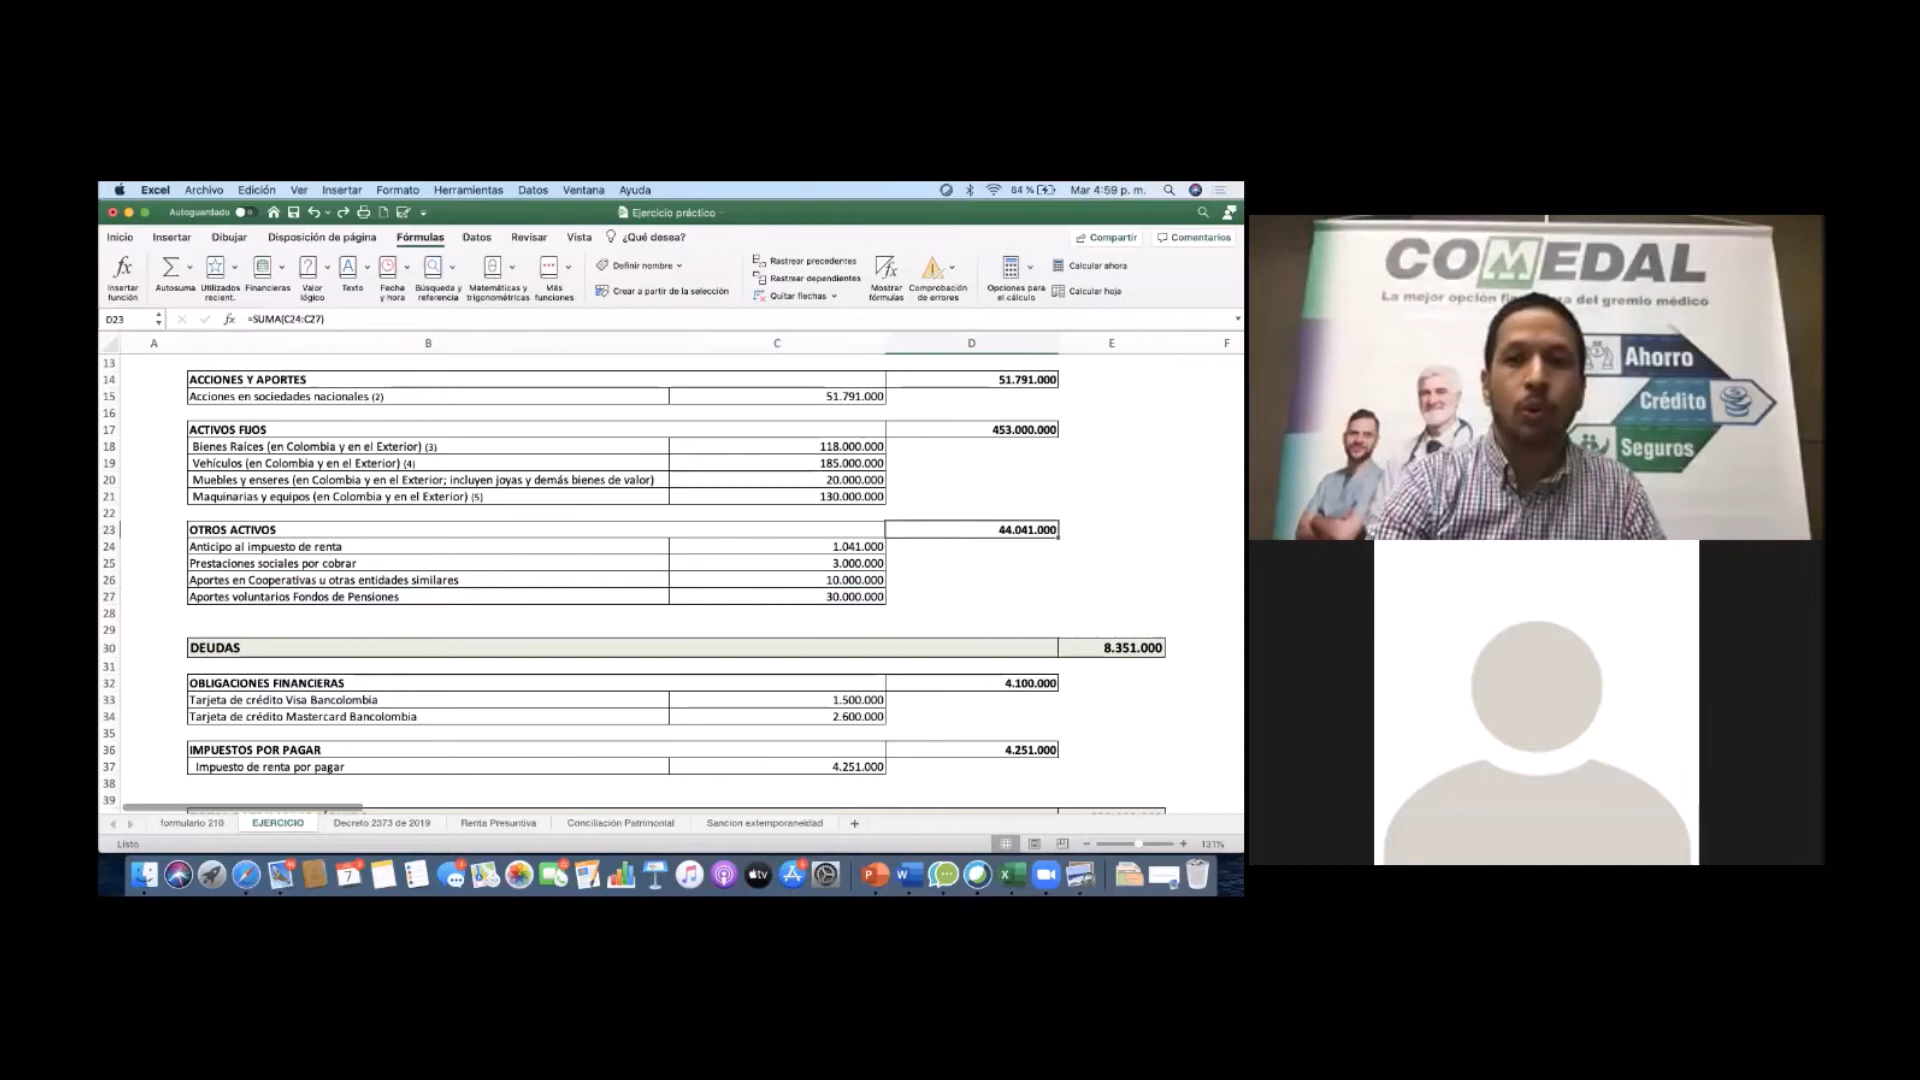 Excel Archivo Edición Ver Insertar Formato Herramientas Datos Ventana Ayuda 84 % Mar 4:59 p. m.
Autoguardado Ejercicio práctico
Inicio Insertar Dibujar Disposición de página Fórmulas Datos Revisar Vista ¿Qué desea? Compartir Comentarios
Insertar función Autosuma Utilizados recient. Financieras Valor lógico Texto Fecha y hora Búsqueda y referencia Matemáticas y trigonométricas Más funciones
Definir nombre
Crear a partir de la selección
Rastrear precedentes
Rastrear dependientes
Quitar flechas
Mostrar fórmulas Comprobación de errores Opciones para el cálculo
Calcular ahora
Calcular hoja
D23 fx =SUMA(C24:C27)
A B C D E F
13
14 ACCIONES Y APORTES 51.791.000
15 Acciones en sociedades nacionales (2) 51.791.000
16
17 ACTIVOS FIJOS 453.000.000
18 Bienes Raíces (en Colombia y en el Exterior) (3) 118.000.000
19 Vehículos (en Colombia y en el Exterior) (4) 185.000.000
20 Muebles y enseres (en Colombia y en el Exterior; incluyen joyas y demás bienes de valor) 20.000.000
21 Maquinarias y equipos (en Colombia y en el Exterior) (5) 130.000.000
22
23 OTROS ACTIVOS 44.041.000
24 Anticipo al impuesto de renta 1.041.000
25 Prestaciones sociales por cobrar 3.000.000
26 Aportes en Cooperativas u otras entidades similares 10.000.000
27 Aportes voluntarios Fondos de Pensiones 30.000.000
28
29
30 DEUDAS 8.351.000
31
32 OBLIGACIONES FINANCIERAS 4.100.000
33 Tarjeta de crédito Visa Bancolombia 1.500.000
34 Tarjeta de crédito Mastercard Bancolombia 2.600.000
35
36 IMPUESTOS POR PAGAR 4.251.000
37 Impuesto de renta por pagar 4.251.000
38
39
formulario 210 EJERCICIO Decreto 2373 de 2019 Renta Presuntiva Conciliación Patrimonial Sancion extemporaneidad +
Listo 131%
COMEDAL
La mejor opción del gremio médico
Ahorro
Crédito
Seguros